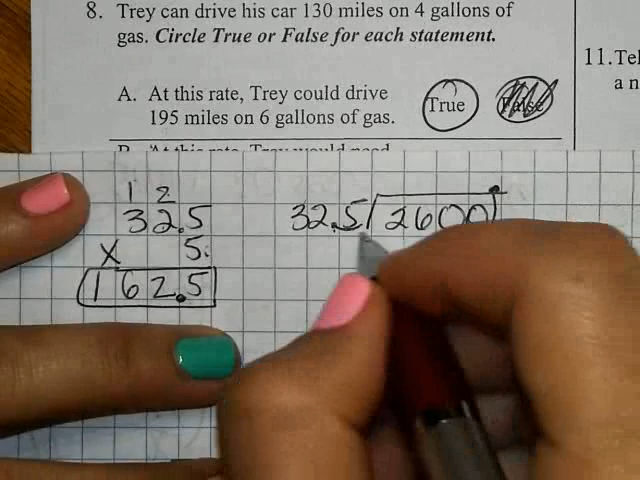 8. Trey can drive his car 130 miles on 4 gallons of
gas. Circle True or False for each statement.
11. Tel
a n
A. At this rate, Trey could drive
195 miles on 6 gallons of gas.
True
False
1 2
32.5
X 5
162.5
32.5 2600